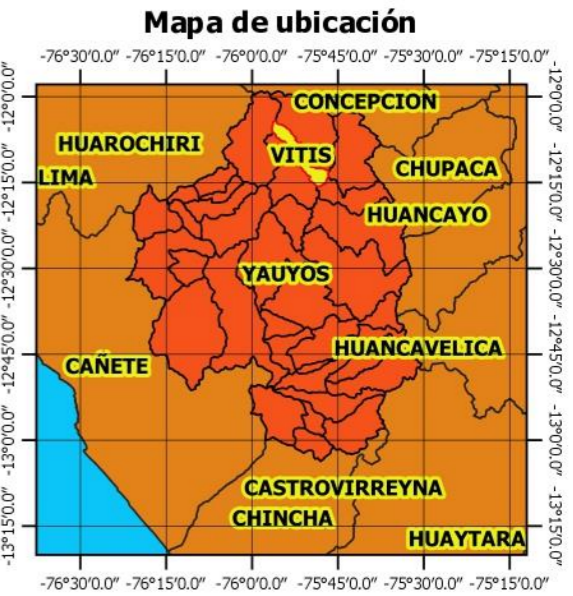 Mapa de ubicación
-76°30'0.0" -76°15'0.0" -76°0'0.0" -75°45'0.0" -75°30'0.0" -75°15'0.0"
-12°0'0.0" -12°0'0.0"
CONCEPCION
HUAROCHIRI
VITIS
CHUPACA
LIMA
-12°15'0.0" -12°15'0.0"
HUANCAYO
YAUYOS
-12°30'0.0" -12°30'0.0"
HUANCAVELICA
CAÑETE
-12°45'0.0" -12°45'0.0"
-13°0'0.0" -13°0'0.0"
CASTROVIRREYNA
CHINCHA
HUAYTARA
-13°15'0.0" -13°15'0.0"
-76°30'0.0" -76°15'0.0" -76°0'0.0" -75°45'0.0" -75°30'0.0" -75°15'0.0"